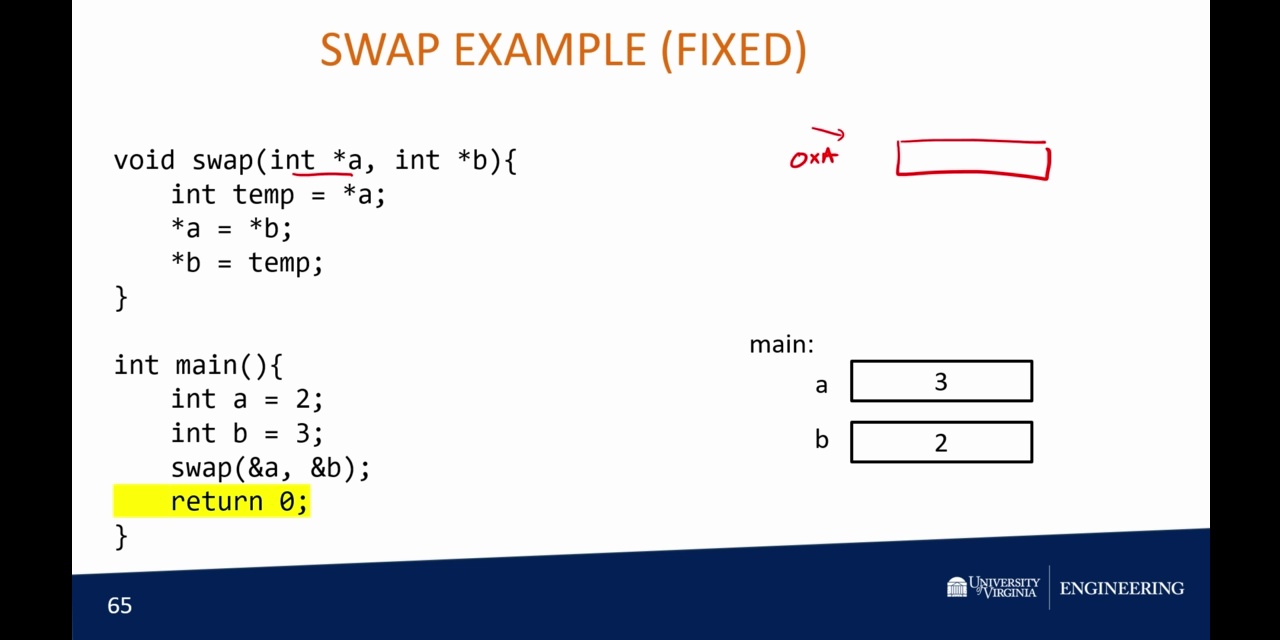 SWAP EXAMPLE (FIXED)
void swap(int *a, int *b){
    int temp = *a;
    *a = *b;
    *b = temp;
}
int main(){
    int a = 2;
    int b = 3;
    swap(&a, &b);
    return 0;
}
0xA
main:
a 3
b 2
65
UNIVERSITY of VIRGINIA
ENGINEERING